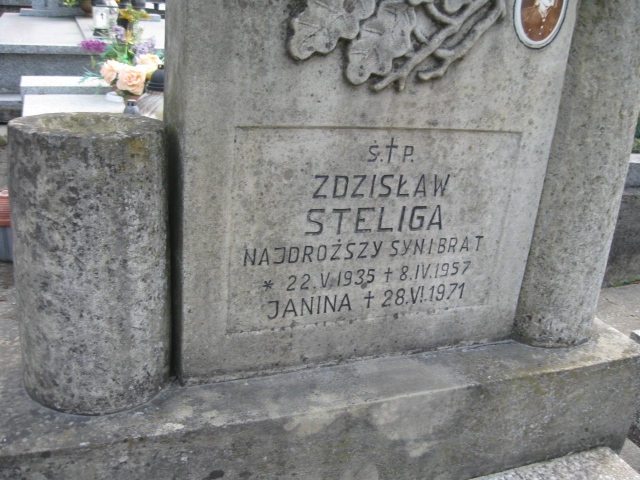 Ś.†P.
ZDZISŁAW
STELIGA
NAJDROŻSZY SYN I BRAT
* 22.V.1935 † 8.IV.1957
JANINA † 28.VI.1971